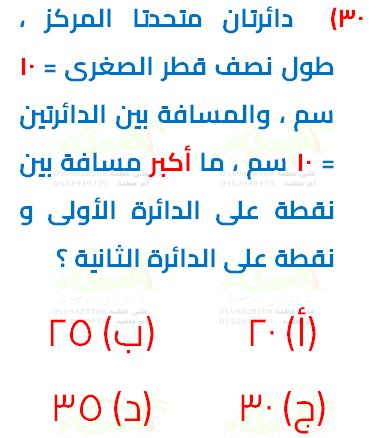 ٣٠) دائرتان متحدتا المركز ،
طول نصف قطر الصغرى = ١٠
سم ، والمسافة بين الدائرتين
= ١٠ سم ، ما أكبر مسافة بين
نقطة على الدائرة الأولى و
نقطة على الدائرة الثانية ؟
(أ) ٢٠ (ب) ٢٥
(ج) ٣٠ (د) ٣٥